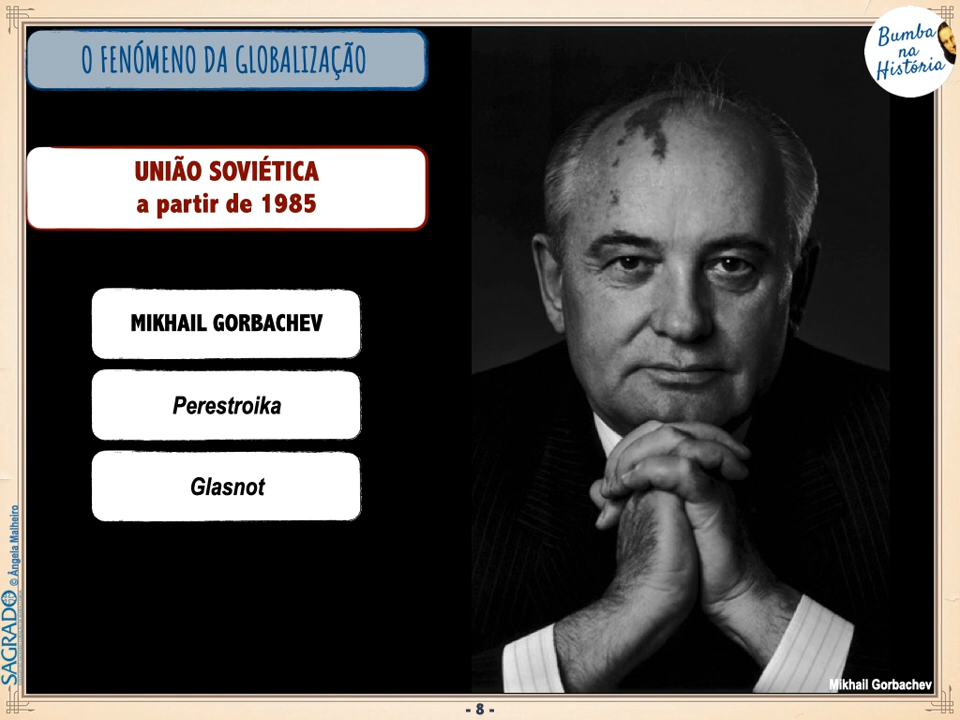 O FENÓMENO DA GLOBALIZAÇÃO
Bumba
na
História
UNIÃO SOVIÉTICA
a partir de 1985
MIKHAIL GORBACHEV
Perestroika
Glasnot
© Ângela Malheiro
SAGRADO
Mikhail Gorbachev
- 8 -